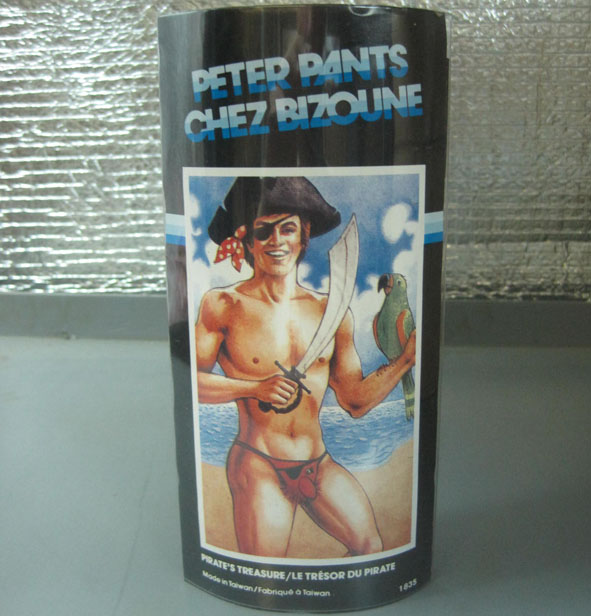 PETER PANTS
CHEZ BIZOUNE
PIRATE'S TREASURE/LE TRÉSOR DU PIRATE
Made in Taiwan/Fabriqué à Taiwan
1835